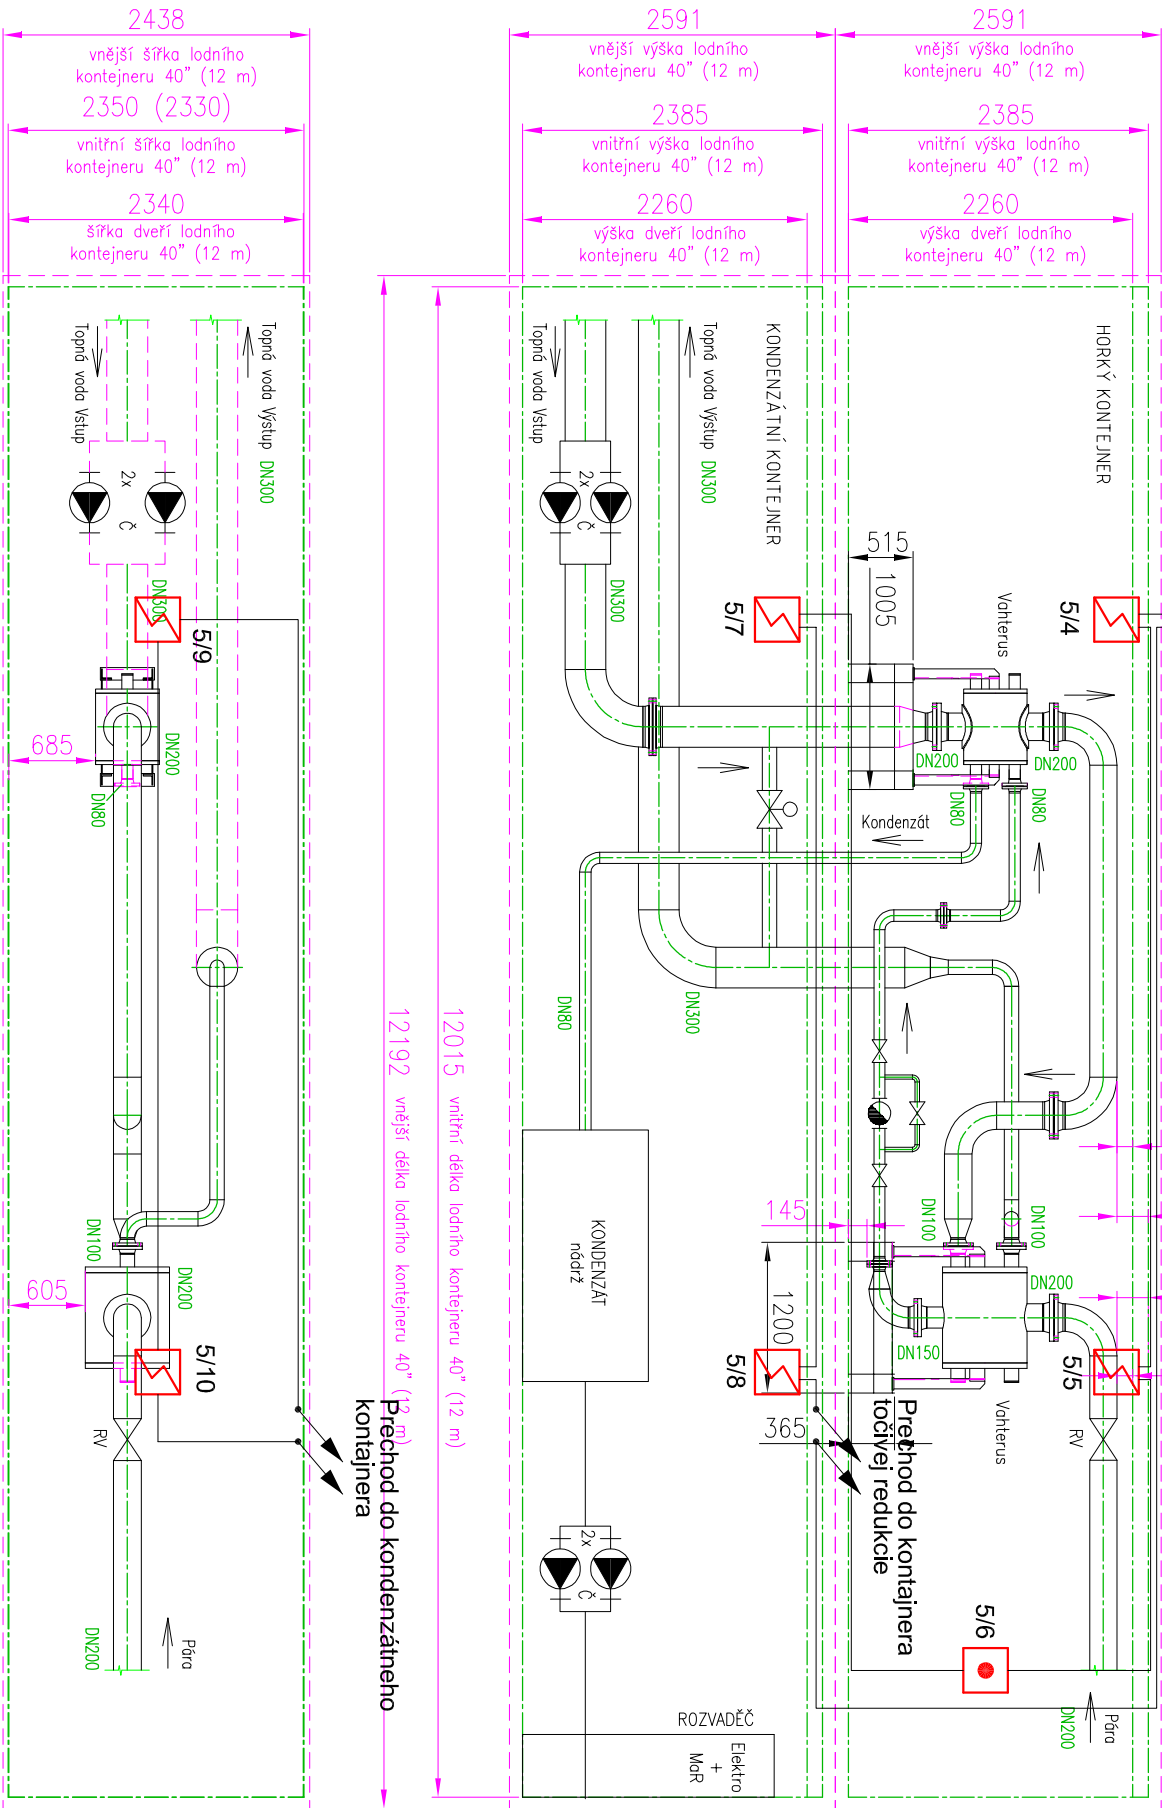 2438
vnější šířka lodního
kontejneru 40" (12 m)
2350 (2330)
vnitřní šířka lodního
kontejneru 40" (12 m)
2340
šířka dveří lodního
kontejneru 40" (12 m)
2591
vnější výška lodního
kontejneru 40" (12 m)
2385
vnitřní výška lodního
kontejneru 40" (12 m)
2260
výška dveří lodního
kontejneru 40" (12 m)
2591
vnější výška lodního
kontejneru 40" (12 m)
2385
vnitřní výška lodního
kontejneru 40" (12 m)
2260
výška dveří lodního
kontejneru 40" (12 m)
HORKÝ KONTEJNER
5/4
Vahterus
515
1005
DN200
DN200
DN80
DN80
Kondenzát
145
1200
365
DN100
DN100
DN200
DN150
5/5
Vahterus
RV
Prechod do kontajnera
točivej redukcie
5/6
Pára
DN200
KONDENZÁTNÍ KONTEJNER
Topná voda Výstup DN300
Topná voda Vstup
2x
Č
DN300
5/7
DN300
DN80
KONDENZÁT
nádrž
5/8
2x
Č
ROZVADĚČ
Elektro
+
MaR
12015 vnitřní délka lodního kontejneru 40" (12 m)
12192 vnější délka lodního kontejneru 40" (12 m)
Topná voda Výstup DN300
Topná voda Vstup
2x
Č
DN300
5/9
685
DN200
DN80
DN100
DN200
605
5/10
RV
Prechod do kondenzátneho
kontajnera
Pára
DN200